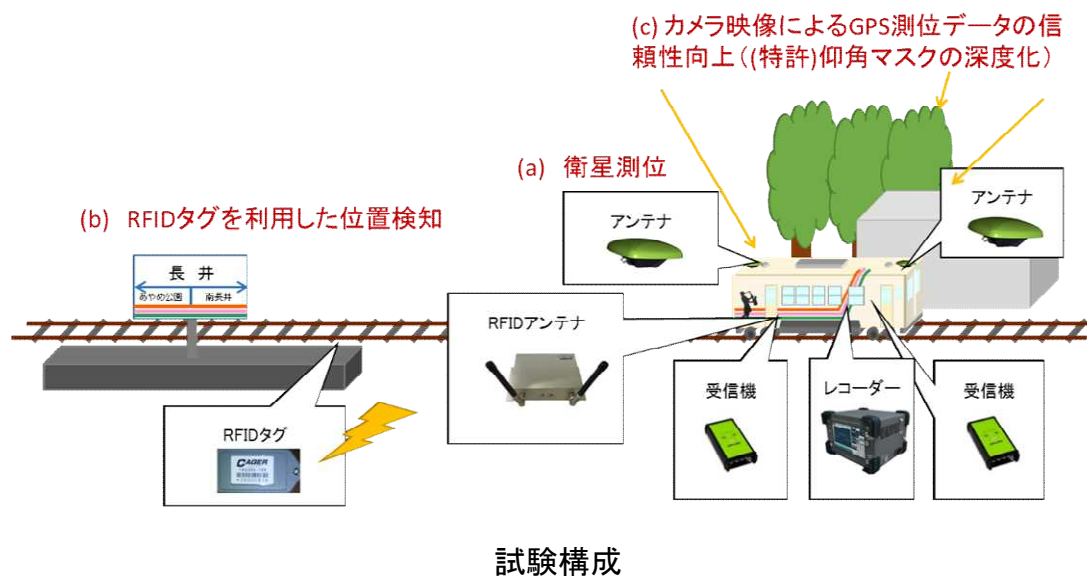 (c) カメラ映像によるGPS測位データの信
頼性向上((特許)仰角マスクの深度化)
(a) 衛星測位
アンテナ
アンテナ
(b) RFIDタグを利用した位置検知
長 井
あやめ公園
南長井
RFIDアンテナ
受信機
レコーダー
受信機
RFIDタグ
CAGER
試験構成